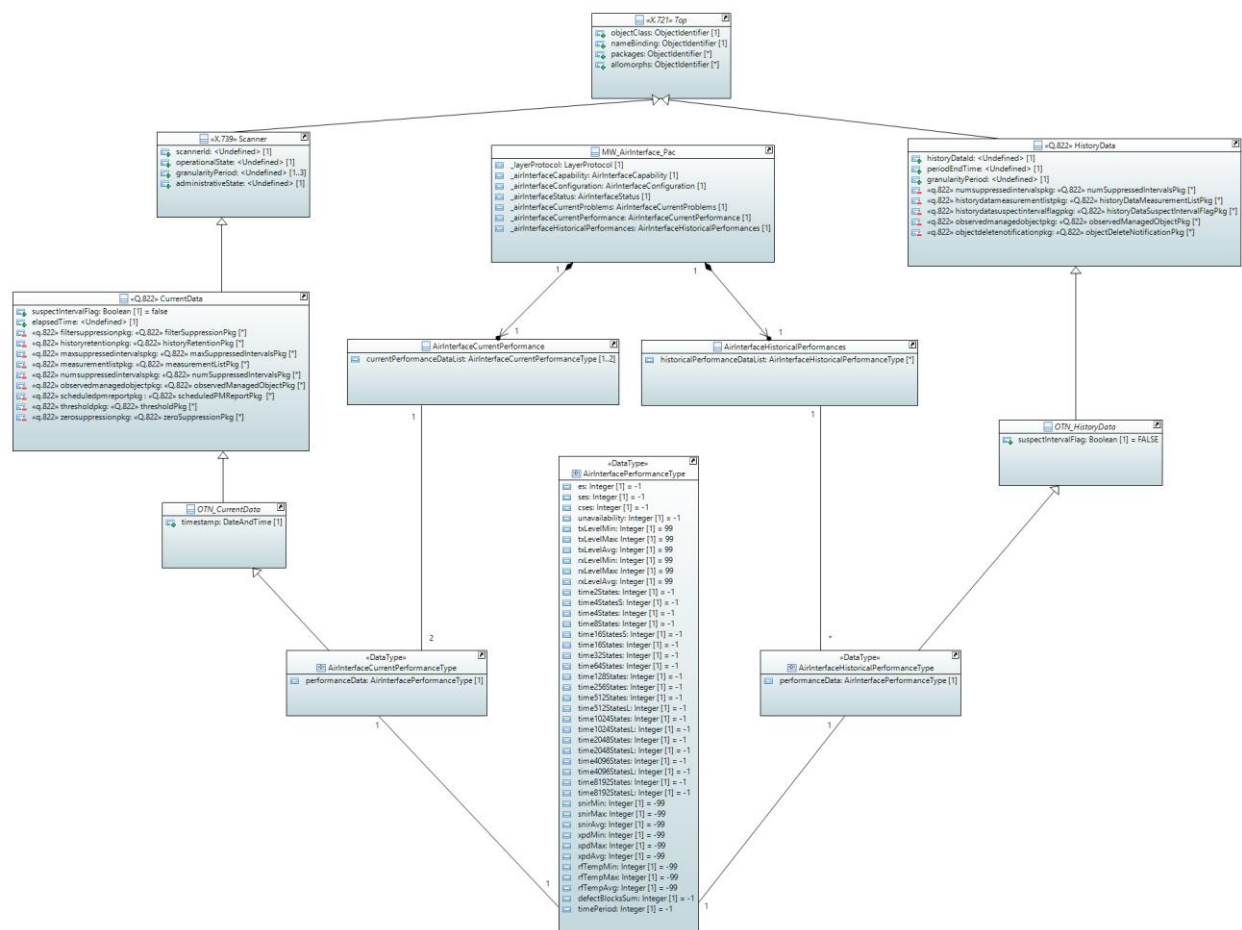 «X.721» Top
objectClass: ObjectIdentifier [1]
nameBinding: ObjectIdentifier [1]
packages: ObjectIdentifier [*]
allomorphs: ObjectIdentifier [*]
«X.739» Scanner
scannerId: <Undefined> [1]
operationalState: <Undefined> [1]
granularityPeriod: <Undefined> [1..3]
administrativeState: <Undefined> [1]
MW_AirInterface_Pac
_layerProtocol: LayerProtocol [1]
_airInterfaceCapability: AirInterfaceCapability [1]
_airInterfaceConfiguration: AirInterfaceConfiguration [1]
_airInterfaceStatus: AirInterfaceStatus [1]
_airInterfaceCurrentProblems: AirInterfaceCurrentProblems [1]
_airInterfaceCurrentPerformance: AirInterfaceCurrentPerformance [1]
_airInterfaceHistoricalPerformances: AirInterfaceHistoricalPerformances [1]
«Q.822» HistoryData
historyDataId: <Undefined> [1]
periodEndTime: <Undefined> [1]
granularityPeriod: <Undefined> [1]
«q.822» numsuppressedintervalspkg: «Q.822» numSuppressedIntervalsPkg [*]
«q.822» historydatameasurementlistpkg: «Q.822» historyDataMeasurementListPkg [*]
«q.822» historydatasuspectintervalflagpkg: «Q.822» historyDataSuspectIntervalFlagPkg [*]
«q.822» observedmanagedobjectpkg: «Q.822» observedManagedObjectPkg [*]
«q.822» objectdeletenotificationpkg: «Q.822» objectDeleteNotificationPkg [*]
1
1
1
1
«Q.822» CurrentData
suspectIntervalFlag: Boolean [1] = false
elapsedTime: <Undefined> [1]
«q.822» filtersuppressionpkg: «Q.822» filterSuppressionPkg [*]
«q.822» historyretentionpkg: «Q.822» historyRetentionPkg [*]
«q.822» maxsuppressedintervalspkg: «Q.822» maxSuppressedIntervalsPkg [*]
«q.822» measurementlistpkg: «Q.822» measurementListPkg [*]
«q.822» numsuppressedintervalspkg: «Q.822» numSuppressedIntervalsPkg [*]
«q.822» observedmanagedobjectpkg: «Q.822» observedManagedObjectPkg [*]
«q.822» scheduledpmreportpkg : «Q.822» scheduledPMReportPkg [*]
«q.822» thresholdpkg: «Q.822» thresholdPkg [*]
«q.822» zerosuppressionpkg: «Q.822» zeroSuppressionPkg [*]
AirInterfaceCurrentPerformance
currentPerformanceDataList: AirInterfaceCurrentPerformanceType [1..2]
AirInterfaceHistoricalPerformances
historicalPerformanceDataList: AirInterfaceHistoricalPerformanceType [*]
1
1
OTN_HistoryData
suspectIntervalFlag: Boolean [1] = FALSE
OTN_CurrentData
timestamp: DateAndTime [1]
«DataType»
AirInterfacePerformanceType
es: Integer [1] = -1
ses: Integer [1] = -1
cses: Integer [1] = -1
unavailability: Integer [1] = -1
txLevelMin: Integer [1] = 99
txLevelMax: Integer [1] = 99
txLevelAvg: Integer [1] = 99
rxLevelMin: Integer [1] = 99
rxLevelMax: Integer [1] = 99
rxLevelAvg: Integer [1] = 99
time2States: Integer [1] = -1
time4StatesS: Integer [1] = -1
time4States: Integer [1] = -1
time8States: Integer [1] = -1
time16StatesS: Integer [1] = -1
time16States: Integer [1] = -1
time32States: Integer [1] = -1
time64States: Integer [1] = -1
time128States: Integer [1] = -1
time256States: Integer [1] = -1
time512States: Integer [1] = -1
time512StatesL: Integer [1] = -1
time1024States: Integer [1] = -1
time1024StatesL: Integer [1] = -1
time2048States: Integer [1] = -1
time2048StatesL: Integer [1] = -1
time4096States: Integer [1] = -1
time4096StatesL: Integer [1] = -1
time8192States: Integer [1] = -1
time8192StatesL: Integer [1] = -1
snirMin: Integer [1] = -99
snirMax: Integer [1] = -99
snirAvg: Integer [1] = -99
xpdMin: Integer [1] = -99
xpdMax: Integer [1] = -99
xpdAvg: Integer [1] = -99
rfTempMin: Integer [1] = -99
rfTempMax: Integer [1] = -99
rfTempAvg: Integer [1] = -99
defectBlocksSum: Integer [1] = -1
timePeriod: Integer [1] = -1
2
*
«DataType»
AirInterfaceCurrentPerformanceType
performanceData: AirInterfacePerformanceType [1]
«DataType»
AirInterfaceHistoricalPerformanceType
performanceData: AirInterfacePerformanceType [1]
1
1
1
1